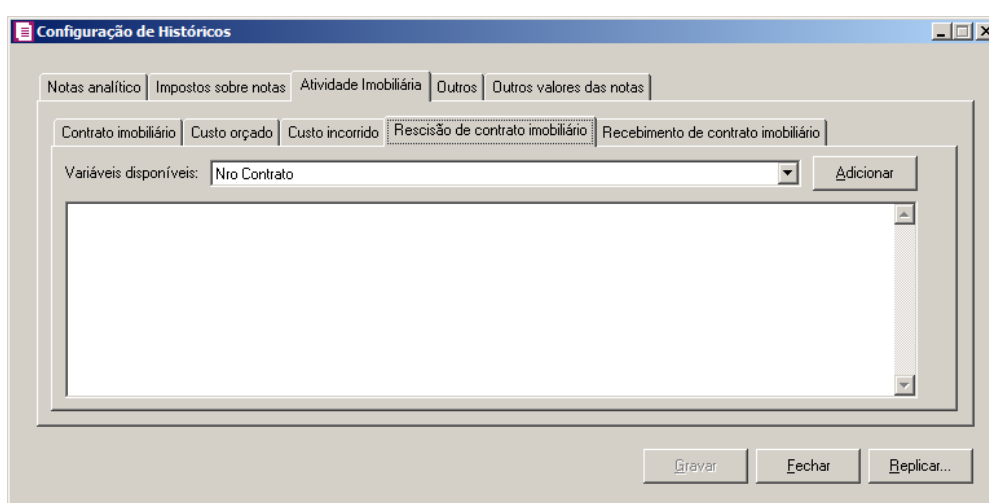 Configuração de Históricos
Notas analítico Impostos sobre notas Atividade Imobiliária Outros Outros valores das notas
Contrato imobiliário Custo orçado Custo incorrido Rescisão de contrato imobiliário Recebimento de contrato imobiliário
Variáveis disponíveis: Nro Contrato Adicionar
Gravar Fechar Replicar...